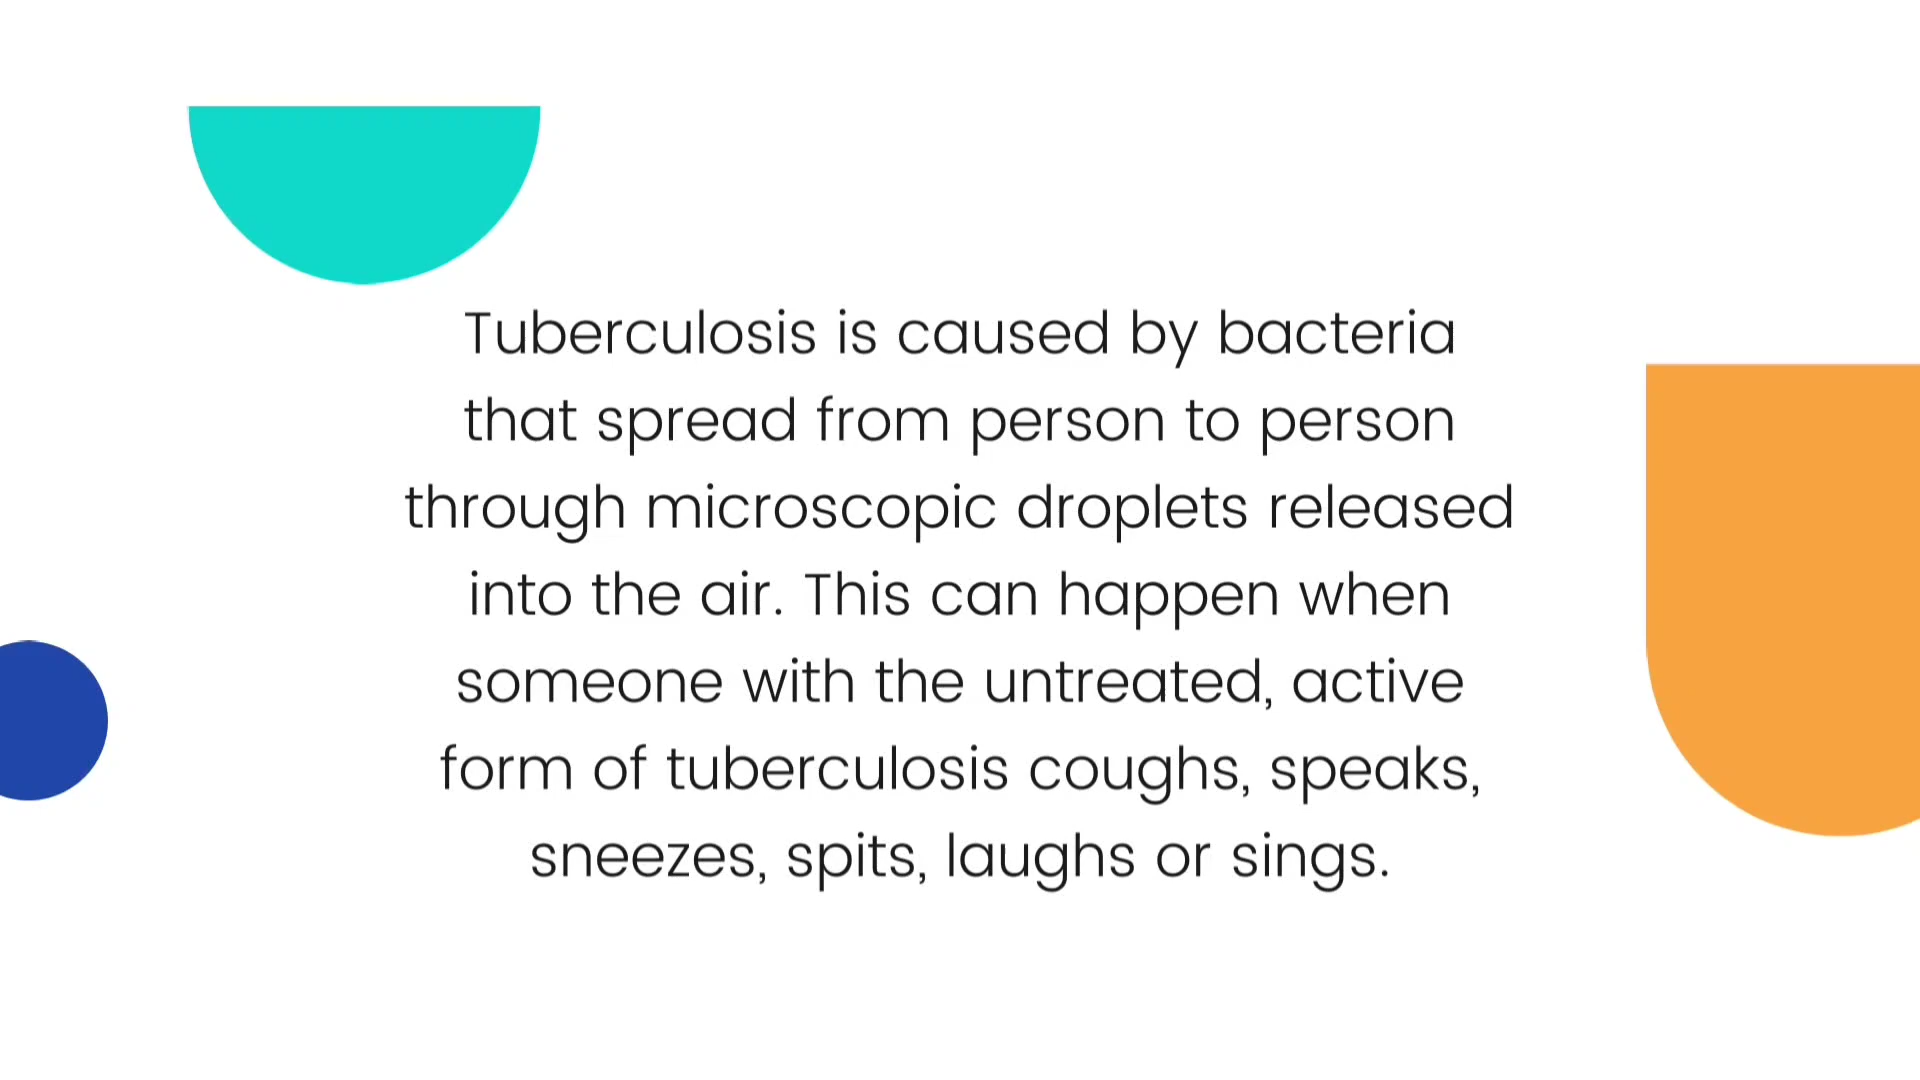 Tuberculosis is caused by bacteria
that spread from person to person
through microscopic droplets released
into the air. This can happen when
someone with the untreated, active
form of tuberculosis coughs, speaks,
sneezes, spits, laughs or sings.